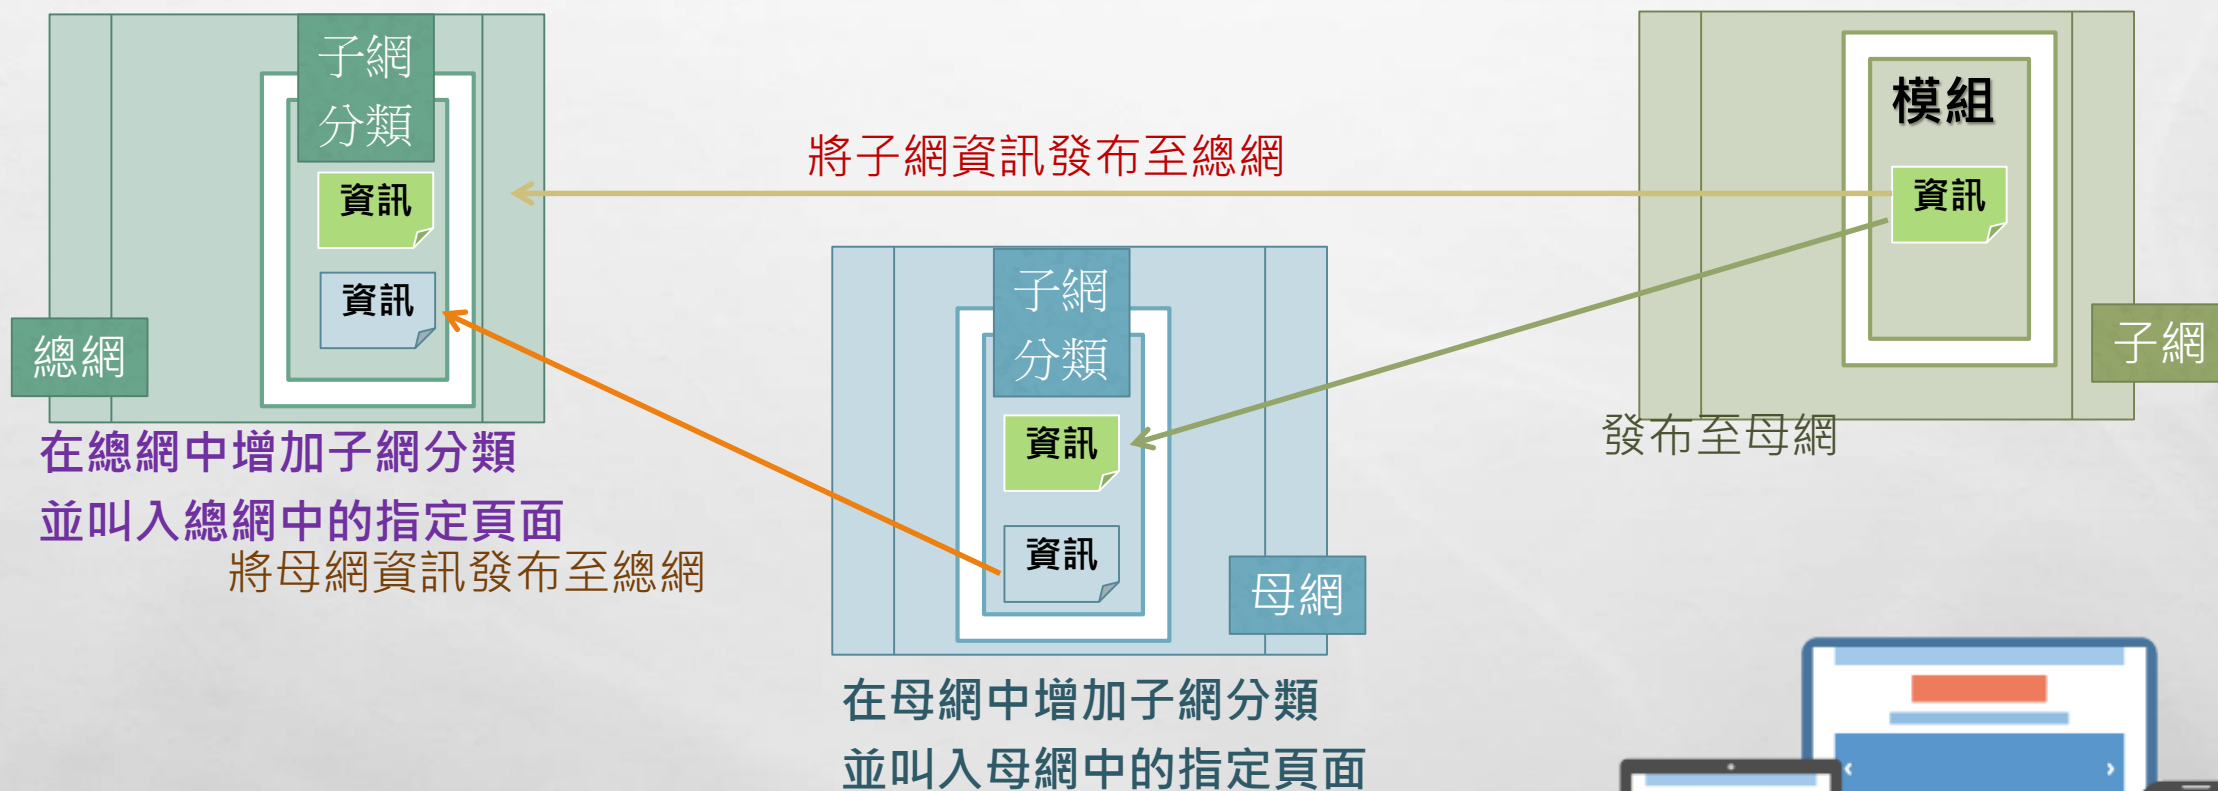 子網
分類
資訊
資訊
總網
在總網中增加子網分類
並叫入總網中的指定頁面
將母網資訊發布至總網
將子網資訊發布至總網
子網
分類
資訊
資訊
母網
在母網中增加子網分類
並叫入母網中的指定頁面
模組
資訊
子網
發布至母網